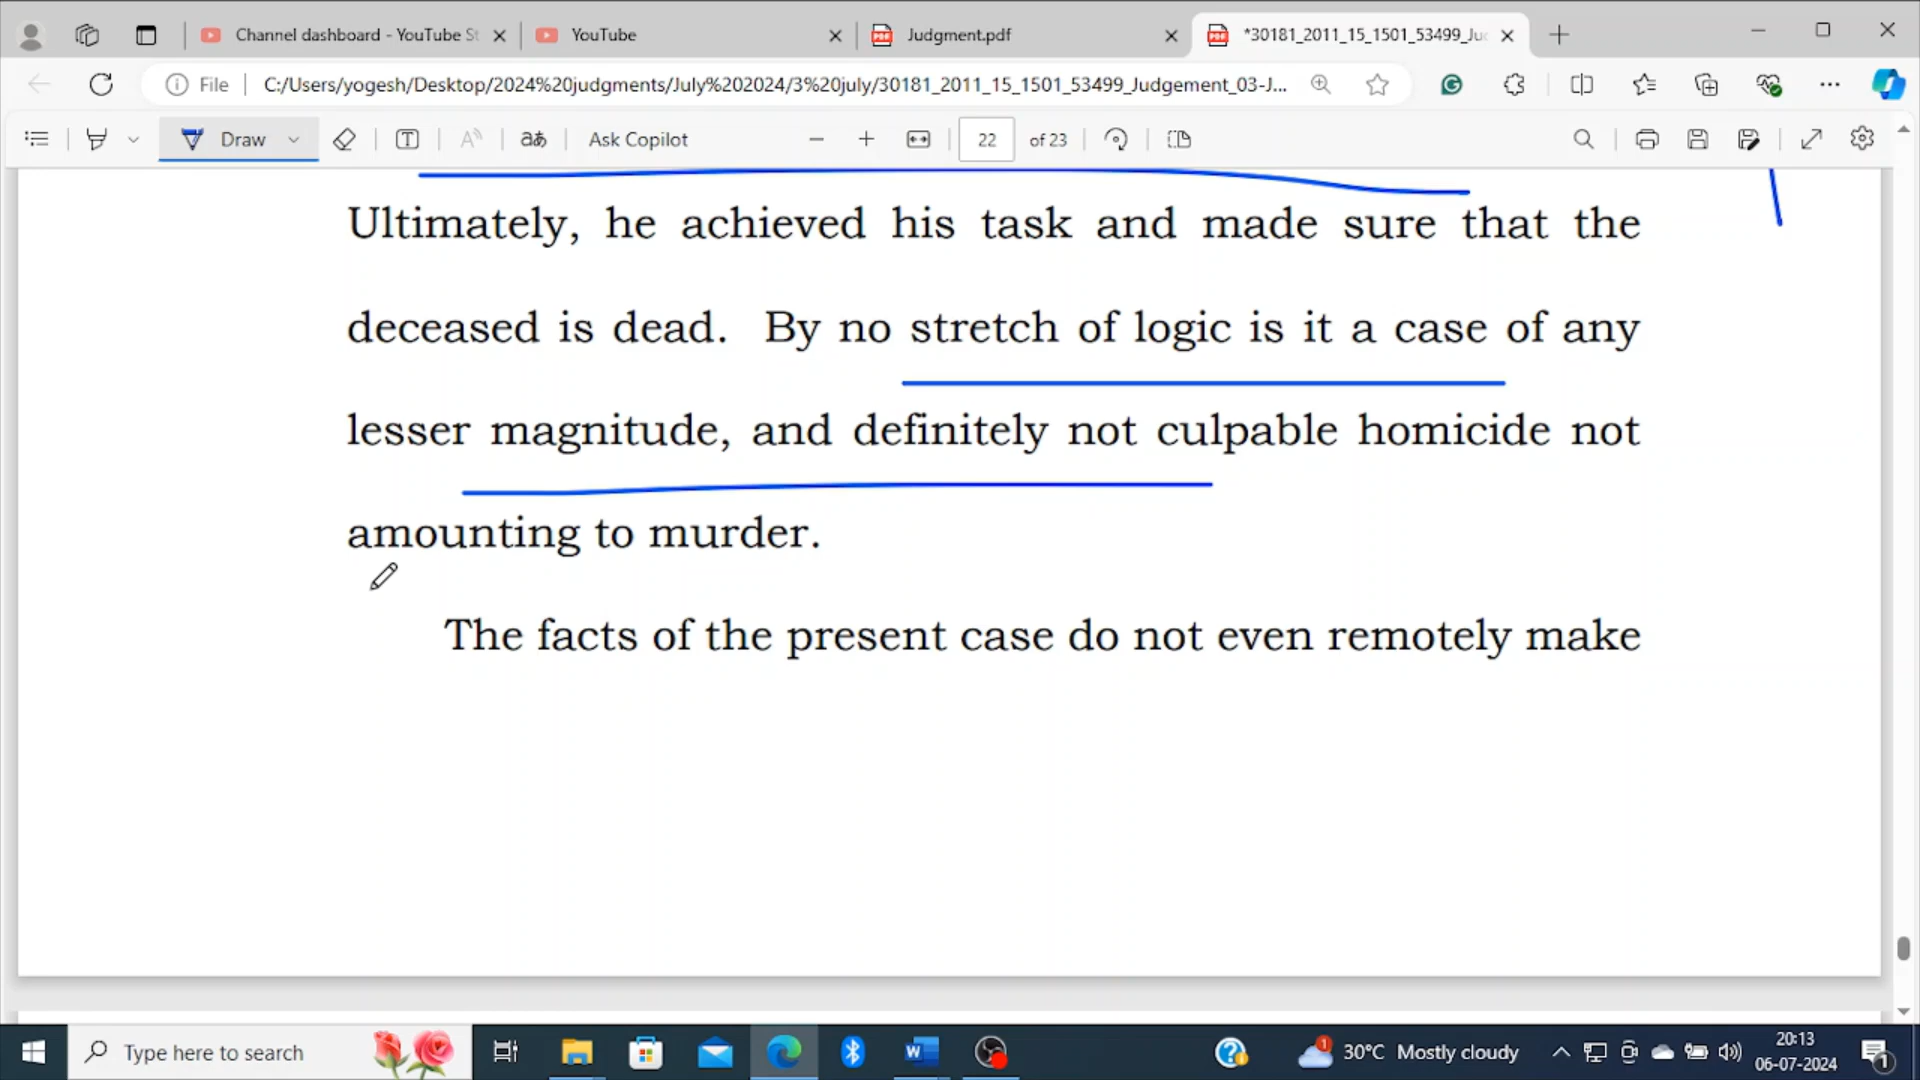 Channel dashboard - YouTube St
YouTube
Judgment.pdf
*30181_2011_15_1501_53499_Ju
File
C:/Users/yogesh/Desktop/2024%20judgments/July%202024/3%20july/30181_2011_15_1501_53499_Judgement_03-J...
Draw
Ask Copilot
22
of 23
Ultimately, he achieved his task and made sure that the
deceased is dead. By no stretch of logic is it a case of any
lesser magnitude, and definitely not culpable homicide not
amounting to murder.
The facts of the present case do not even remotely make
Type here to search
1
30°C Mostly cloudy
20:13
06-07-2024
1